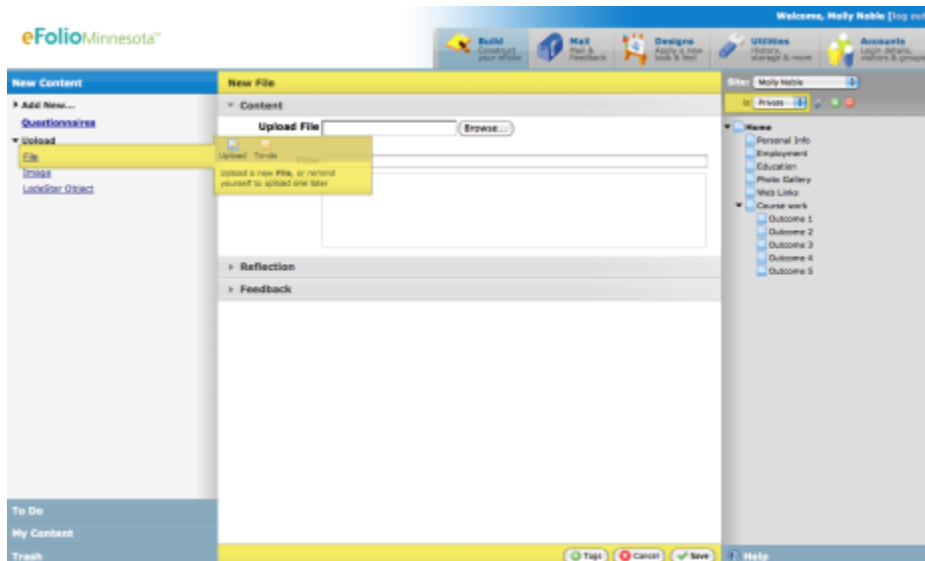 Welcome, Molly Noble [log out
eFolioMinnesota
Build
Construct
your eFolio
Mail
Mail &
Feedback
Designs
Apply a new
look & feel
Utilities
History,
storage & more
Accounts
Login details,
visitors & groups
New Content
Add New...
Questionnaires
Upload
File
Image
LodeStar Object
To Do
My Content
Trash
New File
Content
Upload File
Browse...
Upload To-do
Title
Upload a new File, or remind
yourself to upload one later
Reflection
Feedback
Tags Cancel Save
Site: Molly Noble
is Private
Home
Personal Info
Employment
Education
Photo Gallery
Web Links
Course work
Outcome 1
Outcome 2
Outcome 3
Outcome 4
Outcome 5
Help